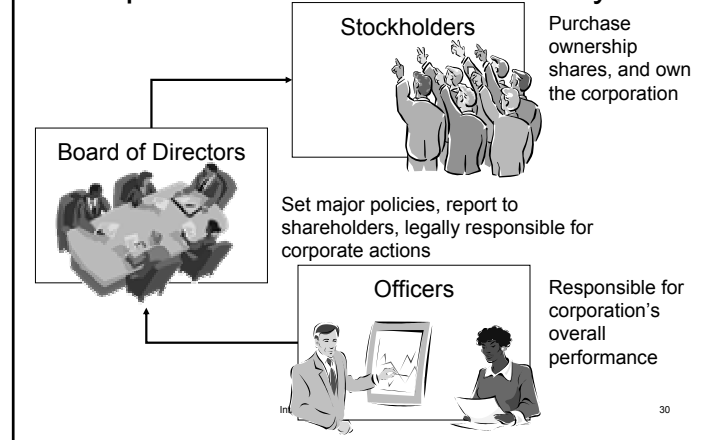 Stockholders
Purchase
ownership
shares, and own
the corporation
Board of Directors
Set major policies, report to
shareholders, legally responsible for
corporate actions
Officers
Responsible for
corporation's
overall
performance
30